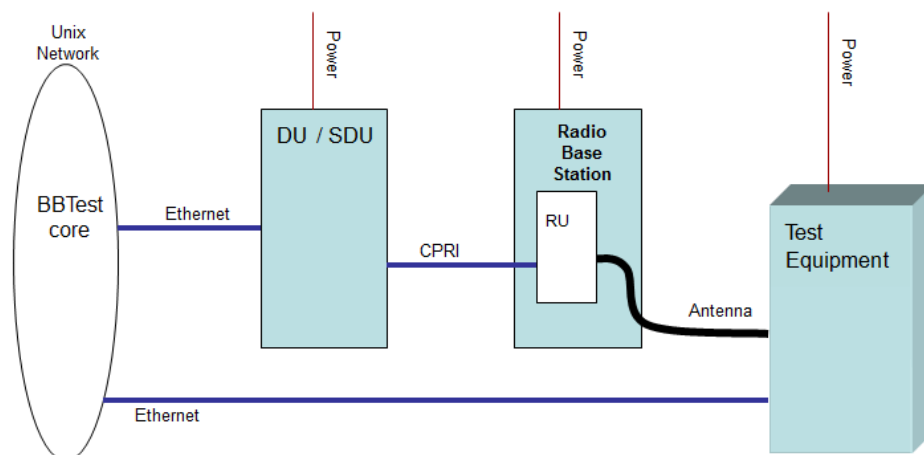 Unix
Network
BBTest
core
Ethernet
Power
DU / SDU
CPRI
Power
Radio
Base
Station
RU
Antenna
Power
Test
Equipment
Ethernet